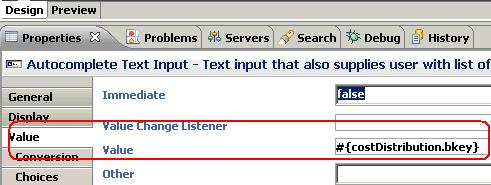 Design Preview
Properties Problems Servers Search Debug History
Autocomplete Text Input - Text input that also supplies user with list of
General
Immediate false
Display
Value Change Listener
Value
Value #{costDistribution.bkey}
Conversion
Choices
Other